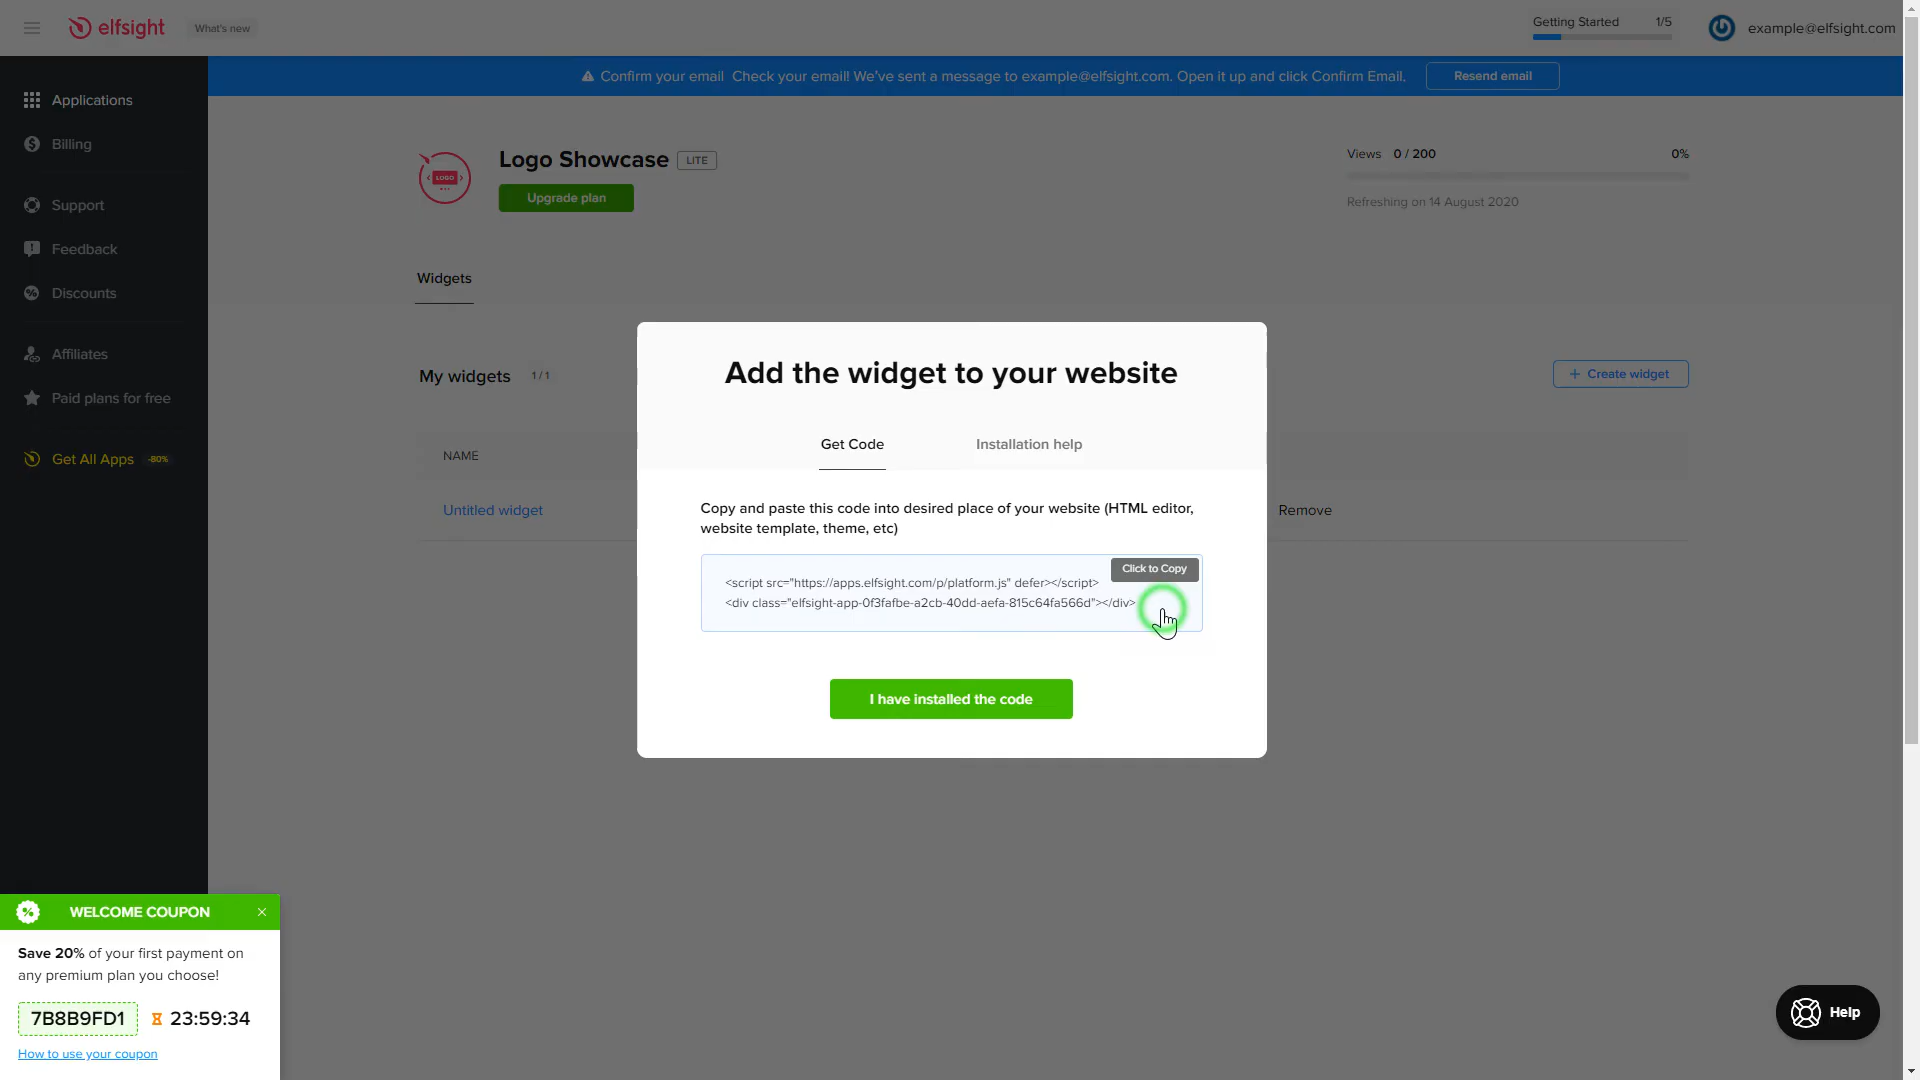 elfsight
What's new
Getting Started 1/5
example@elfsight.com
Confirm your email Check your email! We've sent a message to example@elfsight.com. Open it up and click Confirm Email.
Resend email
Applications
Billing
Support
Feedback
Discounts
Affiliates
Paid plans for free
Get All Apps -80%
LOGO
Logo Showcase LITE
Upgrade plan
Views 0 / 200 0%
Refreshing on 14 August 2020
Widgets
My widgets 1 / 1
+ Create widget
NAME
Untitled widget
Remove
Add the widget to your website
Get Code
Installation help
Copy and paste this code into desired place of your website (HTML editor,
website template, theme, etc)
Click to Copy
<script src="https://apps.elfsight.com/p/platform.js" defer></script>
<div class="elfsight-app-0f3fafbe-a2cb-40dd-aefa-815c64fa566d"></div>
I have installed the code
WELCOME COUPON
Save 20% of your first payment on
any premium plan you choose!
7B8B9FD1 23:59:34
How to use your coupon
Help